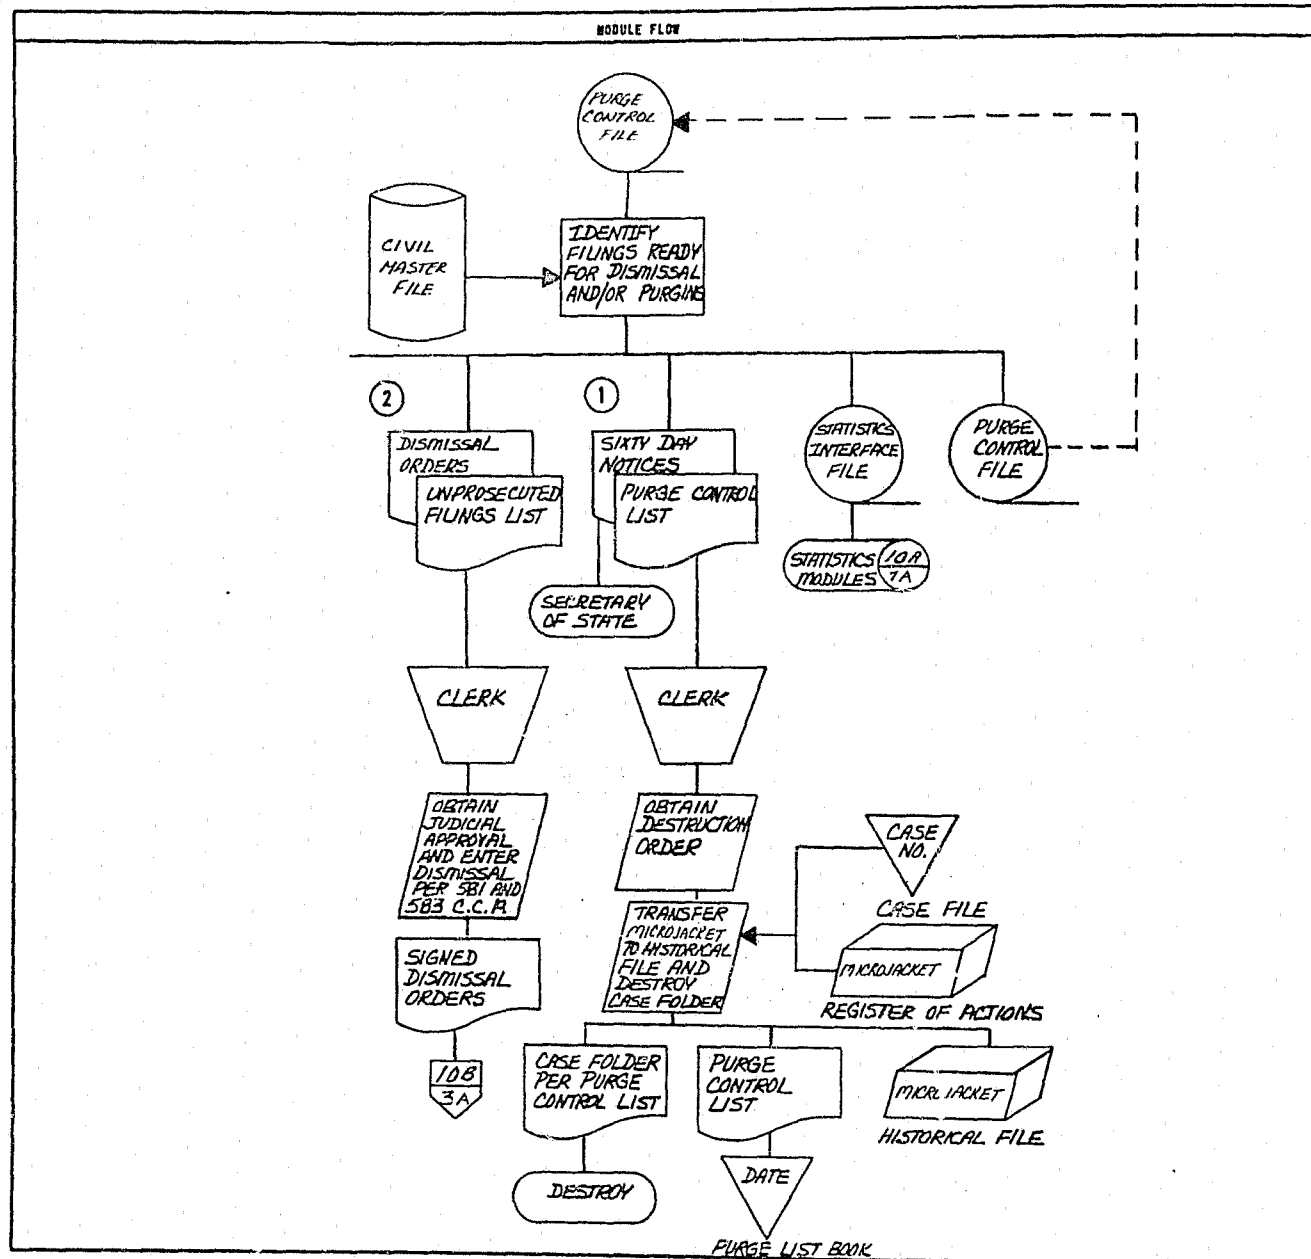 MODULE FLOW
PURGE
CONTROL
FILE
CIVIL
MASTER
FILE
IDENTIFY
FILINGS READY
FOR DISMISSAL
AND/OR PURGING
2
1
DISMISSAL
ORDERS
UNPROSECUTED
FILINGS LIST
SIXTY DAY
NOTICES
PURGE CONTROL
LIST
STATISTICS
INTERFACE
FILE
PURGE
CONTROL
FILE
STATISTICS
MODULES
10A
7A
SECRETARY
OF STATE
CLERK
CLERK
OBTAIN
JUDICIAL
APPROVAL
AND ENTER
DISMISSAL
PER 581 AND
583 C.C.P.
OBTAIN
DESTRUCTION
ORDER
CASE
NO.
CASE FILE
TRANSFER
MICROJACKET
TO HISTORICAL
FILE AND
DESTROY
CASE FOLDER
MICROJACKET
REGISTER OF ACTIONS
SIGNED
DISMISSAL
ORDERS
10B
3A
CASE FOLDER
PER PURGE
CONTROL LIST
PURGE
CONTROL
LIST
MICROJACKET
HISTORICAL FILE
DESTROY
DATE
PURGE LIST BOOK